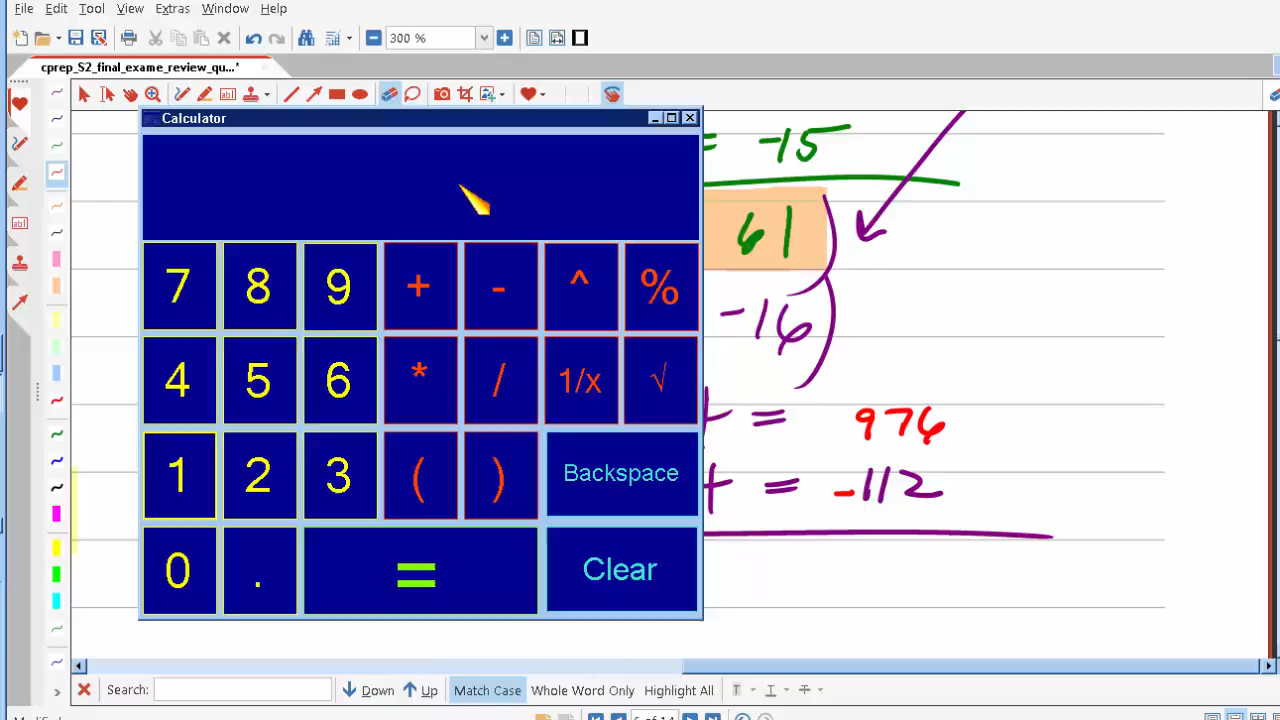 File Edit Tool View Extras Window Help
300 %
cprep_S2_final_exame_review_qu...*
Calculator
= -15
61
-16
7 8 9 + - ^ %
4 5 6 * / 1/x √
1 2 3 ( ) Backspace
0 . = Clear
= 976
= -112
Search: Down Up Match Case Whole Word Only Highlight All